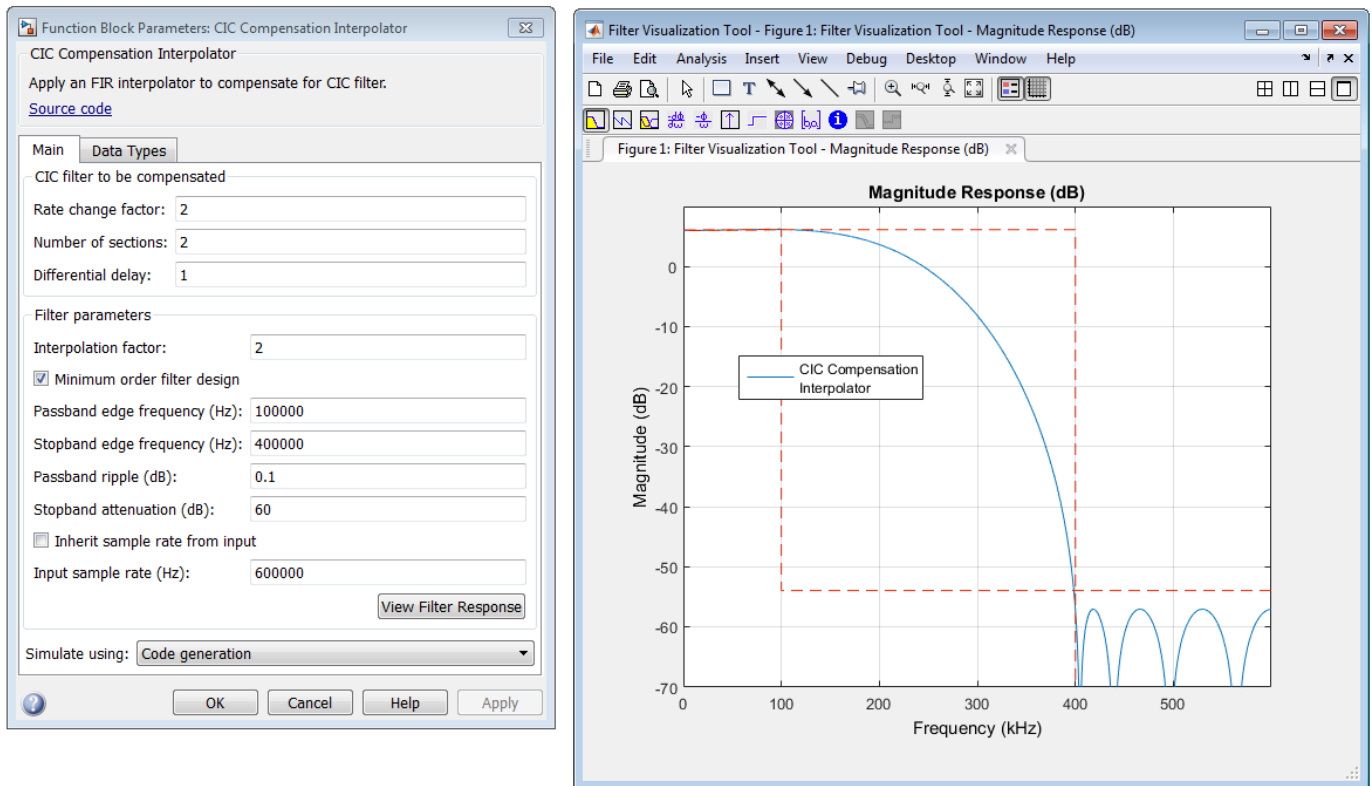 Function Block Parameters: CIC Compensation Interpolator
CIC Compensation Interpolator
Apply an FIR interpolator to compensate for CIC filter.
Source code
Main Data Types
CIC filter to be compensated
Rate change factor: 2
Number of sections: 2
Differential delay: 1
Filter parameters
Interpolation factor: 2
Minimum order filter design
Passband edge frequency (Hz): 100000
Stopband edge frequency (Hz): 400000
Passband ripple (dB): 0.1
Stopband attenuation (dB): 60
Inherit sample rate from input
Input sample rate (Hz): 600000
View Filter Response
Simulate using: Code generation
OK Cancel Help Apply
Filter Visualization Tool - Figure 1: Filter Visualization Tool - Magnitude Response (dB)
File Edit Analysis Insert View Debug Desktop Window Help
Figure 1: Filter Visualization Tool - Magnitude Response (dB)
Magnitude Response (dB)
0
-10
-20
-30
-40
-50
-60
-70
Magnitude (dB)
CIC Compensation
Interpolator
0 100 200 300 400 500
Frequency (kHz)